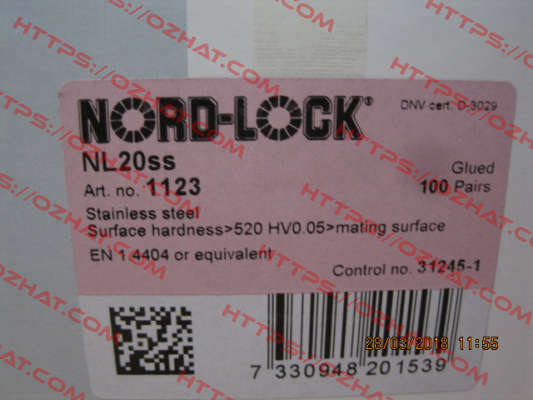 NORD-LOCK®
DNV cert. D-3029
NL20ss
Glued
Art. no. 1123
100 Pairs
Stainless steel
Surface hardness>520 HV0.05>mating surface
EN 1.4404 or equivalent
Control no. 31245-1
28/03/2018 11:55
7 330948 201539
HTTPS://OZHAT.COM